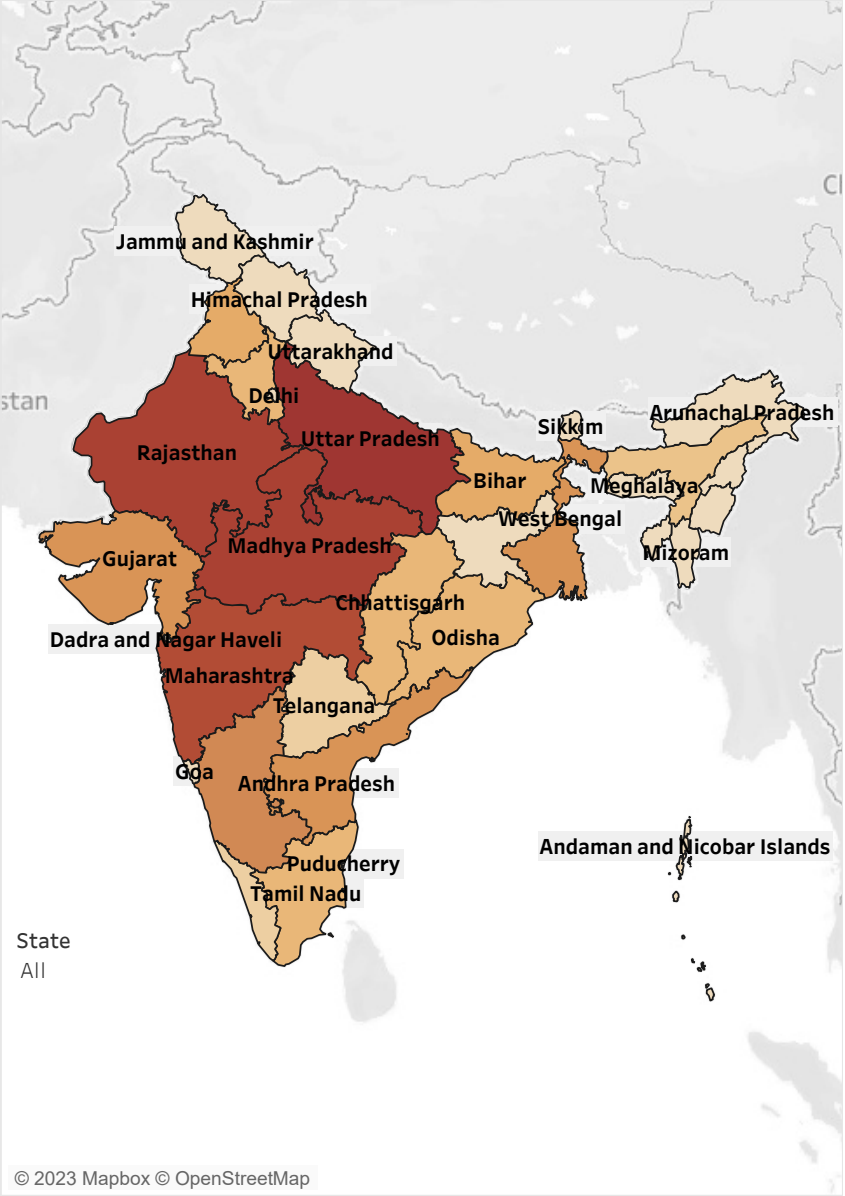 Jammu and Kashmir
Himachal Pradesh
Uttarakhand
stan
Delhi
Arunachal Pradesh
Sikkim
Rajasthan
Uttar Pradesh
Bihar
Meghalaya
West Bengal
Madhya Pradesh
Mizoram
Gujarat
Chhattisgarh
Odisha
Dadra and Nagar Haveli
Maharashtra
Telangana
Goa
Andhra Pradesh
Andaman and Nicobar Islands
Puducherry
Tamil Nadu
State
All
© 2023 Mapbox © OpenStreetMap